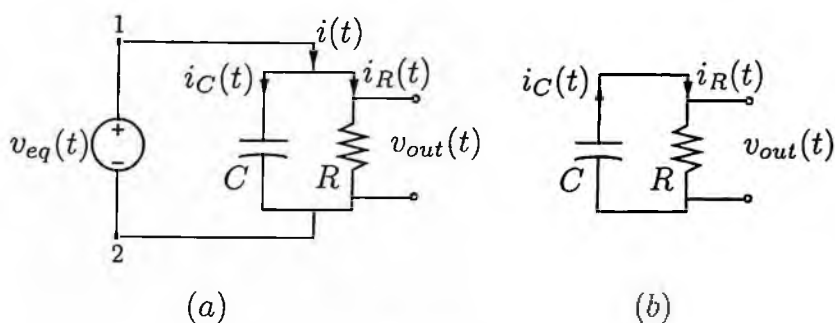 1
i(t)
i_C(t)
i_R(t)
v_eq(t)
+
−
C
R
v_out(t)
2
(a)
i_C(t)
i_R(t)
C
R
v_out(t)
(b)